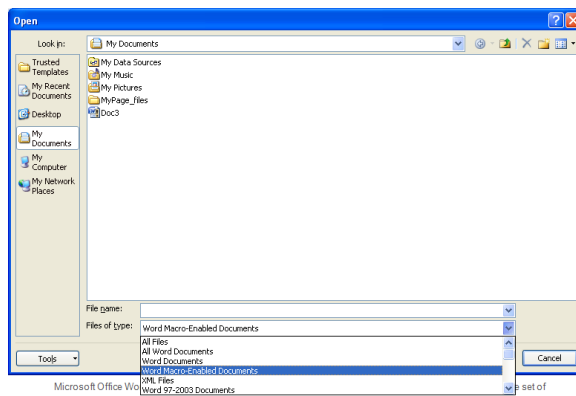 Open
Look in: My Documents
Trusted Templates
My Recent Documents
Desktop
My Documents
My Computer
My Network Places
My Data Sources
My Music
My Pictures
MyPage_files
Doc3
File name:
Files of type: Word Macro-Enabled Documents
All Files
All Word Documents
Word Documents
Word Macro-Enabled Documents
XML Files
Word 97-2003 Documents
Tools
Cancel
Microsoft Office Wo
e set of